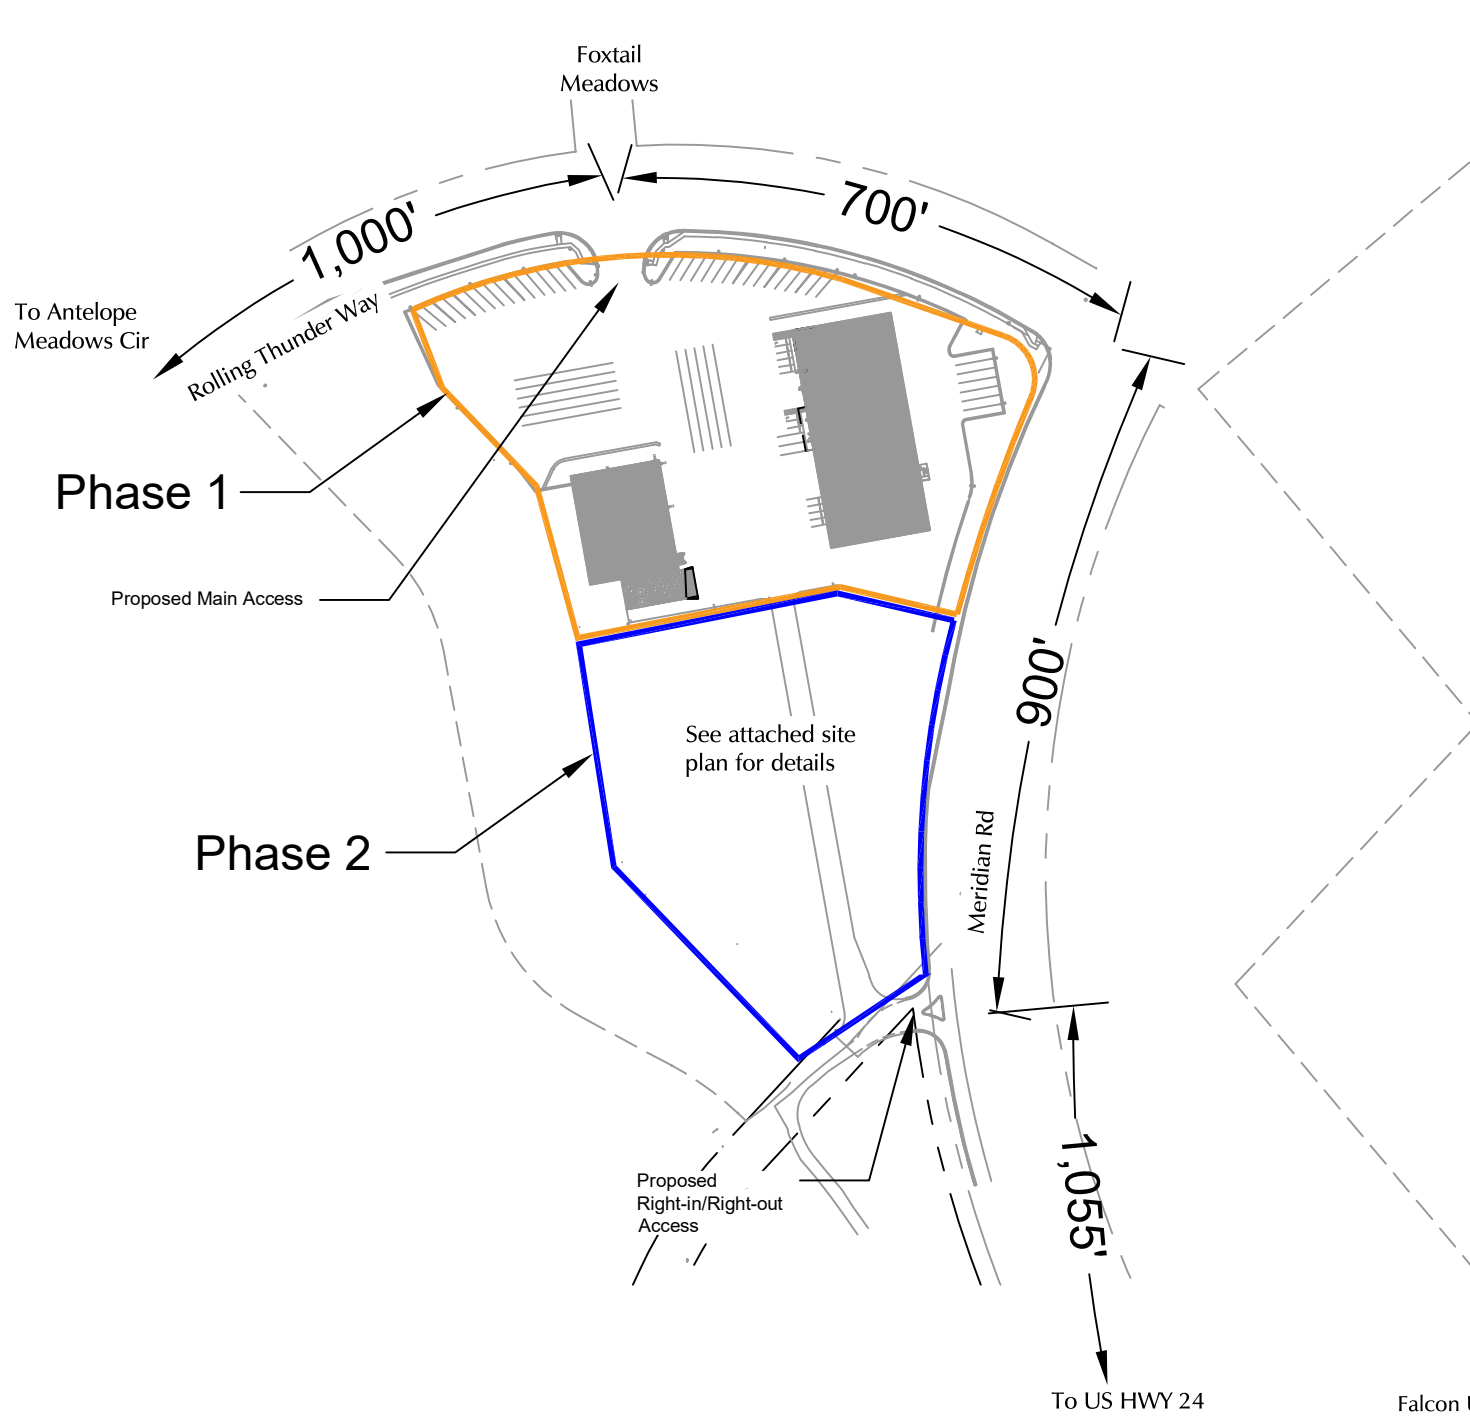 Foxtail
Meadows
1,000'
700'
To Antelope
Meadows Cir
Rolling Thunder Way
Phase 1
Proposed Main Access
900'
See attached site
plan for details
Phase 2
Meridian Rd
1,055'
Proposed
Right-in/Right-out
Access
To US HWY 24
Falcon